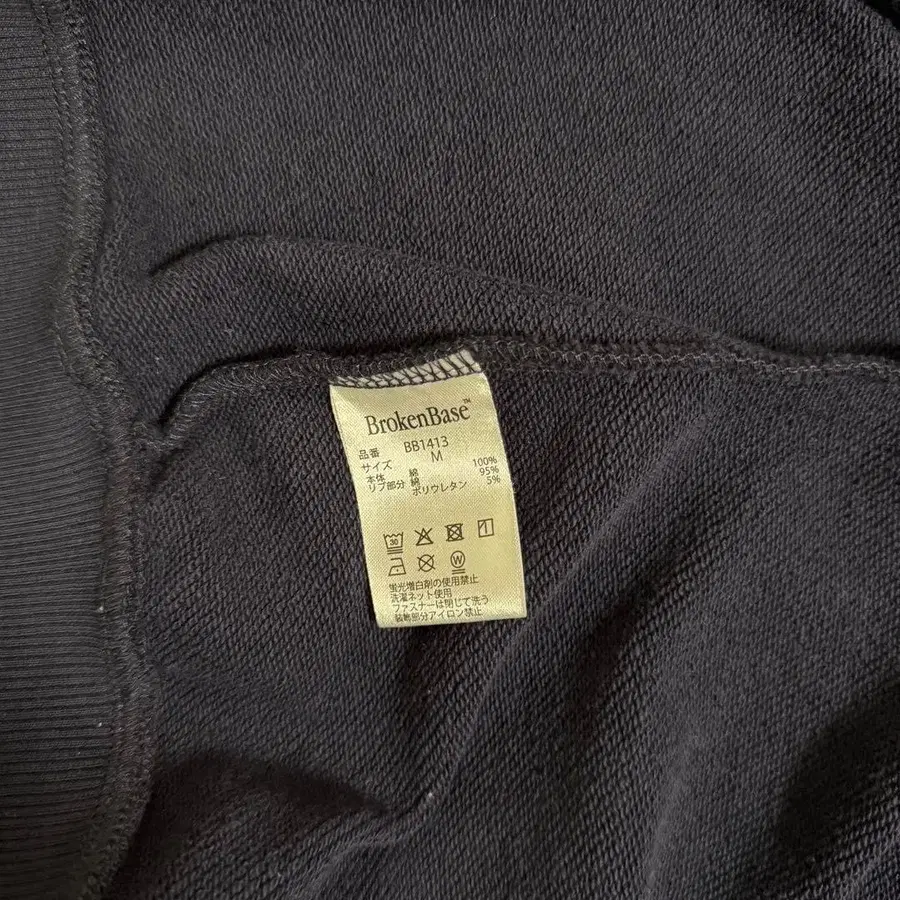 BrokenBase™
品番 BB1413
サイズ M
本体 綿 100%
リブ部分 綿 95%
ポリウレタン 5%
30
W
蛍光増白剤の使用禁止
洗濯ネット使用
ファスナーは閉じて洗う
装飾部分アイロン禁止